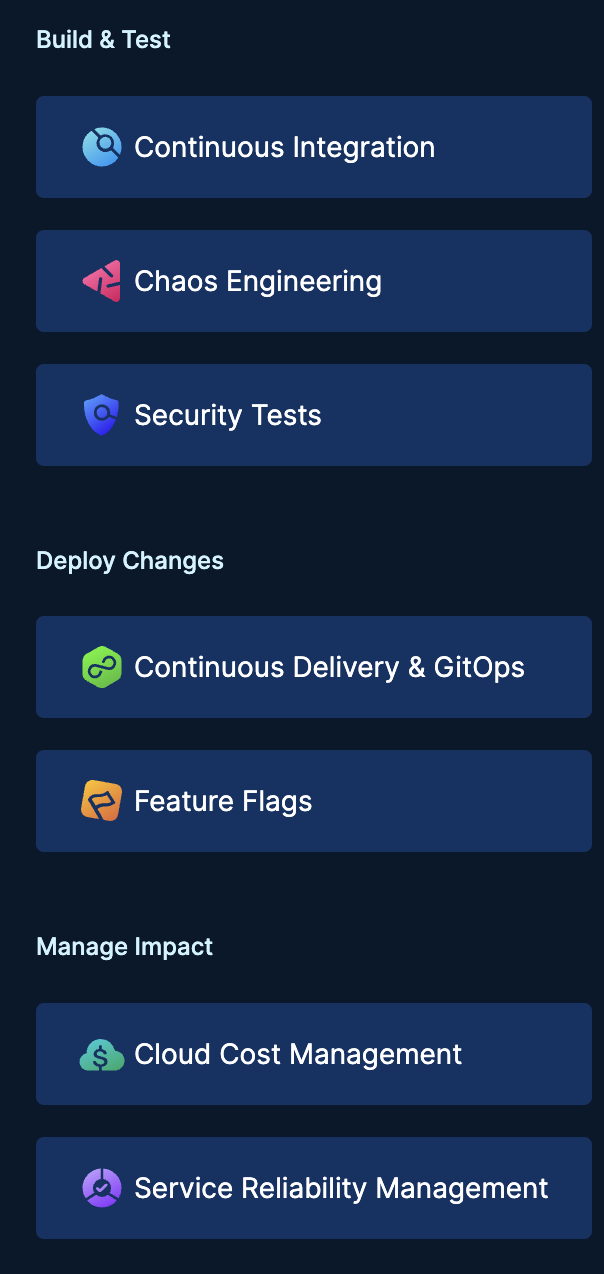 Build & Test
Continuous Integration
Chaos Engineering
Security Tests
Deploy Changes
Continuous Delivery & GitOps
Feature Flags
Manage Impact
Cloud Cost Management
Service Reliability Management